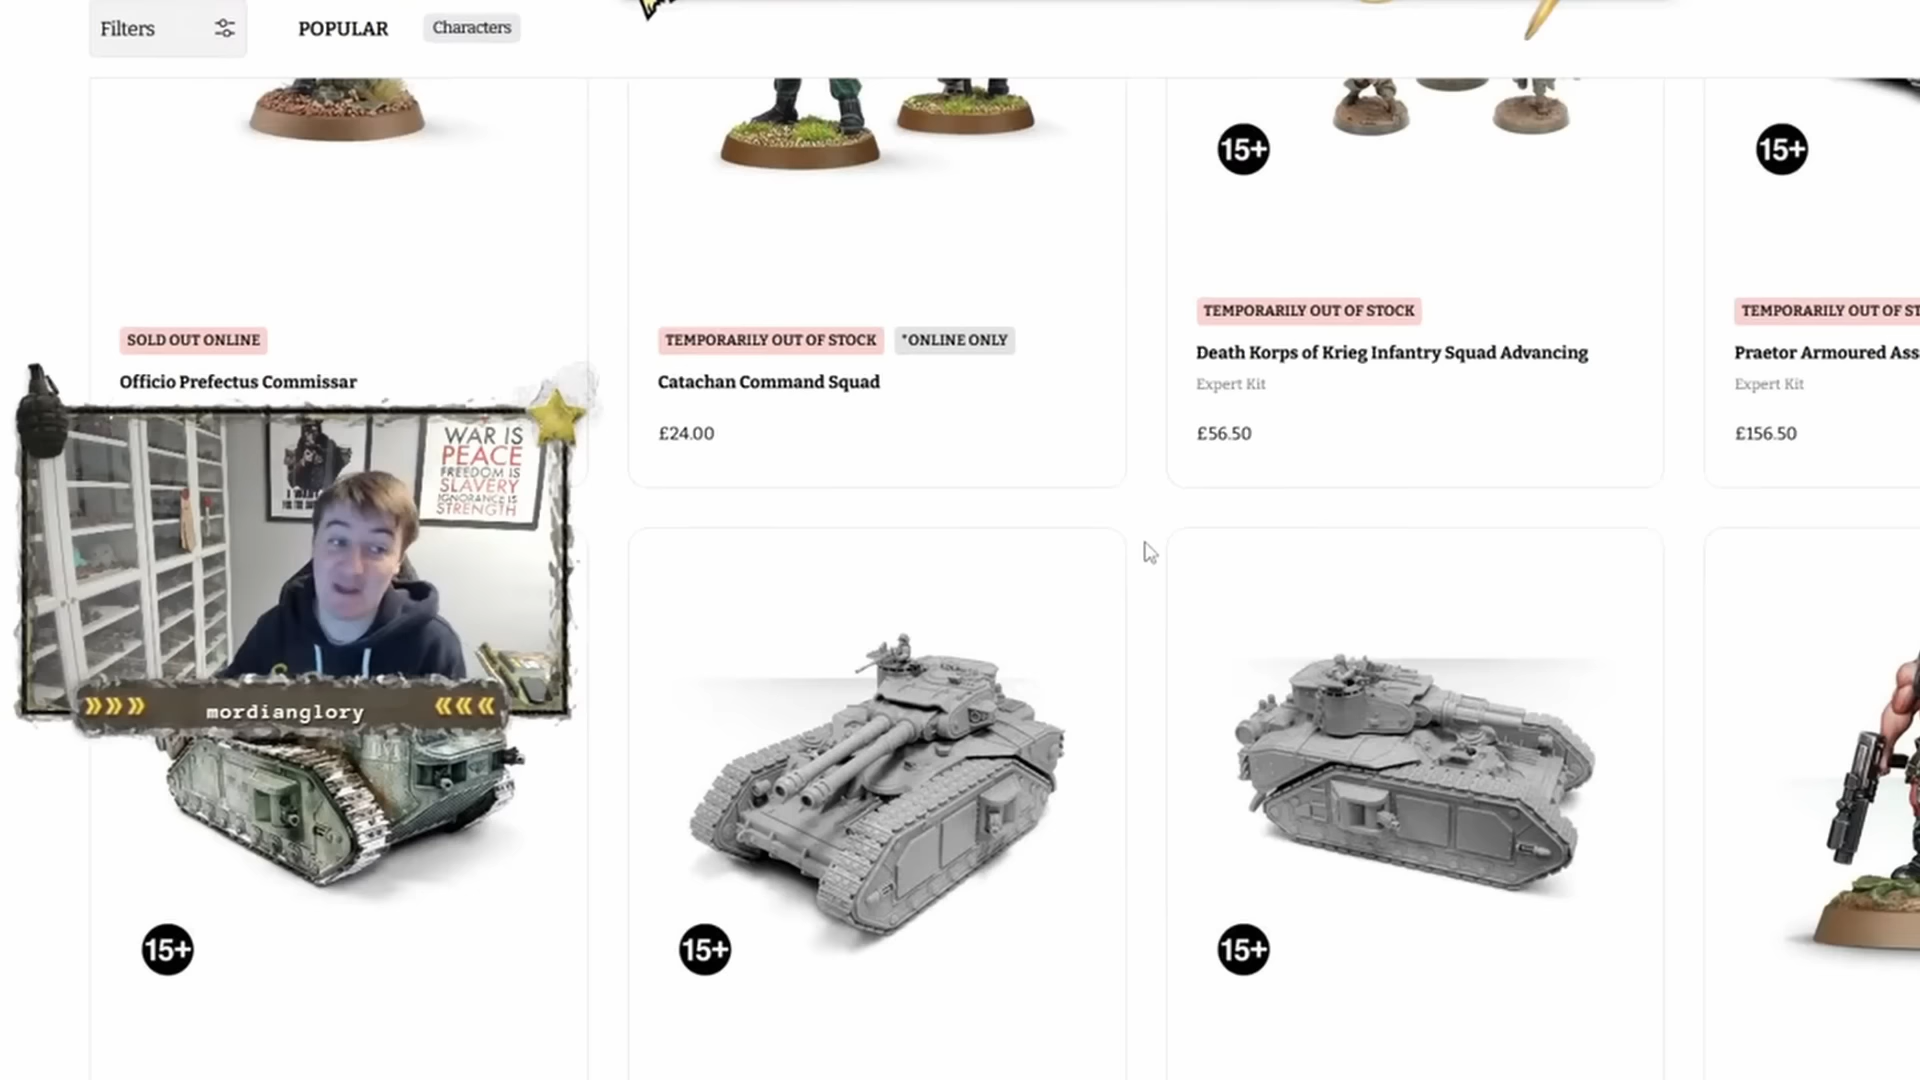 Filters
POPULAR
Characters
15+
15+
SOLD OUT ONLINE
Officio Prefectus Commissar
TEMPORARILY OUT OF STOCK
*ONLINE ONLY
Catachan Command Squad
£24.00
TEMPORARILY OUT OF STOCK
Death Korps of Krieg Infantry Squad Advancing
Expert Kit
£56.50
TEMPORARILY OUT OF ST
Praetor Armoured Ass
Expert Kit
£156.50
WAR IS
PEACE
FREEDOM IS
SLAVERY
IGNORANCE IS
STRENGTH
mordianglory
15+
15+
15+